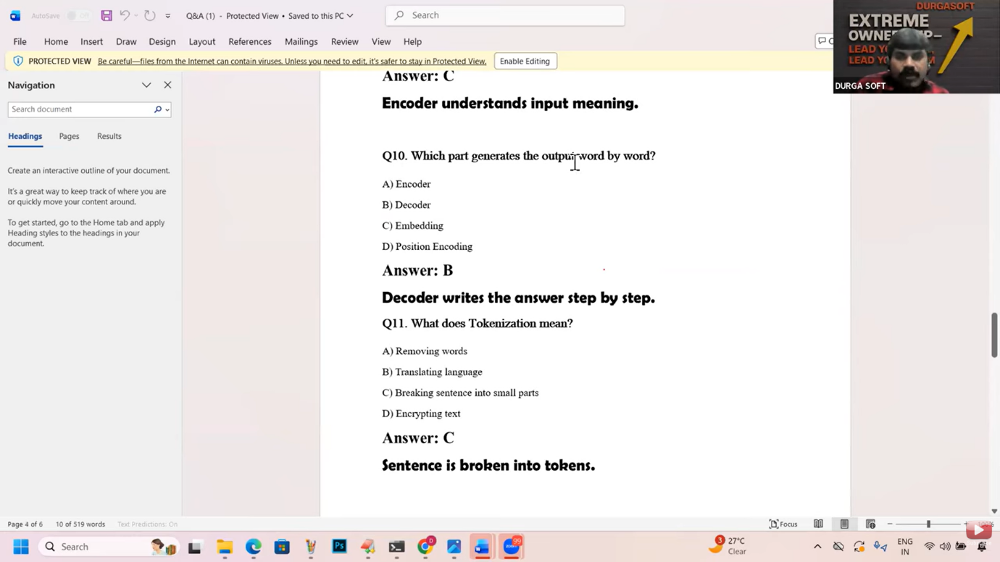 AutoSave Off Q&A (1) • Protected View • Saved to this PC Search
File Home Insert Draw Design Layout References Mailings Review View Help
PROTECTED VIEW Be careful—files from the Internet can contain viruses. Unless you need to edit, it's safer to stay in Protected View. Enable Editing
DURGASOFT
EXTREME
LEAD
LEAD
DURGA SOFT
Navigation
Search document
Headings Pages Results
Create an interactive outline of your document.
It's a great way to keep track of where you are
or quickly move your content around.
To get started, go to the Home tab and apply
Heading styles to the headings in your
document.
Answer: C
Encoder understands input meaning.
Q10. Which part generates the output word by word?
A) Encoder
B) Decoder
C) Embedding
D) Position Encoding
Answer: B
Decoder writes the answer step by step.
Q11. What does Tokenization mean?
A) Removing words
B) Translating language
C) Breaking sentence into small parts
D) Encrypting text
Answer: C
Sentence is broken into tokens.
Page 4 of 6 10 of 519 words Text Predictions: On Focus
Search Ps D 99 3 27°C ENG
Clear IN